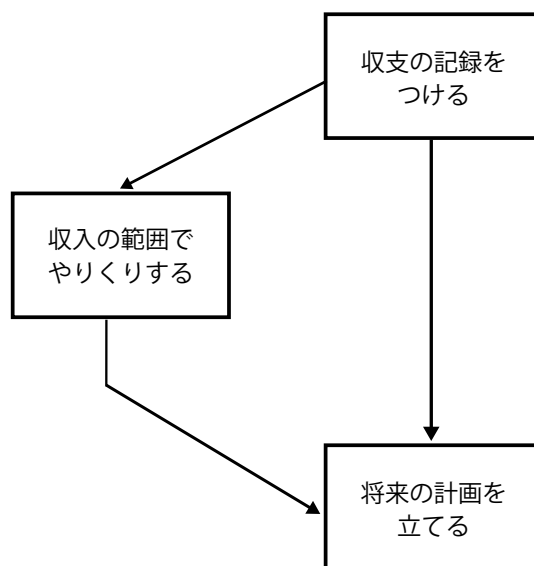 収支の記録を
つける
収入の範囲で
やりくりする
将来の計画を
立てる